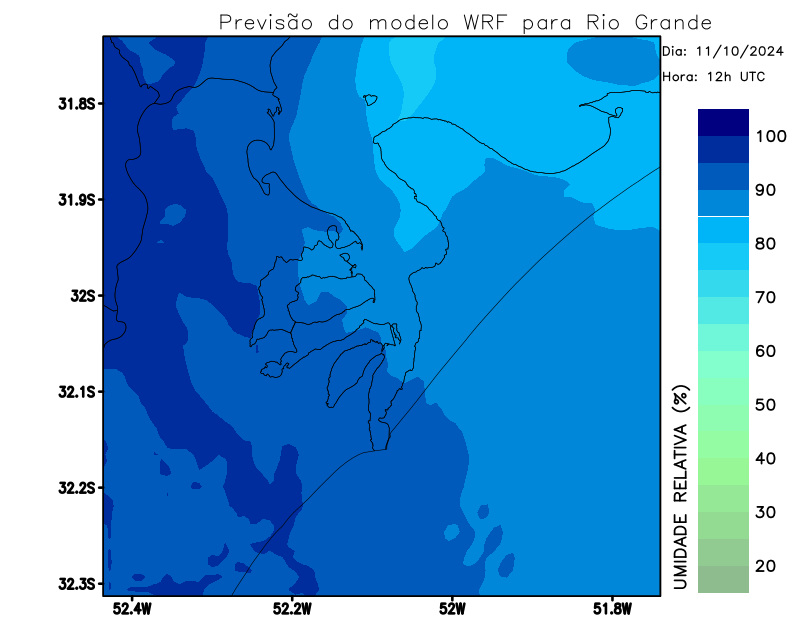 Previsão do modelo WRF para Rio Grande
Dia: 11/10/2024
Hora: 12h UTC
31.8S
31.9S
32S
32.1S
32.2S
32.3S
52.4W
52.2W
52W
51.8W
100
90
80
70
60
50
40
30
20
UMIDADE RELATIVA (%)